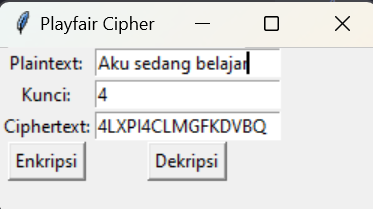 Playfair Cipher
Plaintext: Aku sedang belajar
Kunci: 4
Ciphertext: 4LXPI4CLMGFKDVBQ
Enkripsi Dekripsi